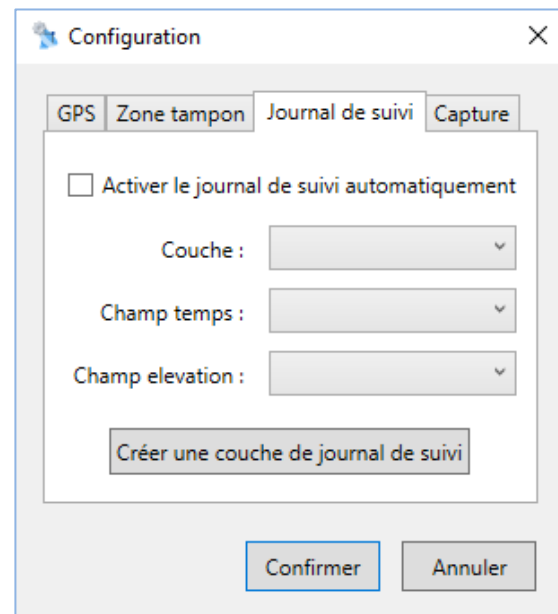 Configuration
GPS Zone tampon Journal de suivi Capture
Activer le journal de suivi automatiquement
Couche :
Champ temps :
Champ elevation :
Créer une couche de journal de suivi
Confirmer Annuler